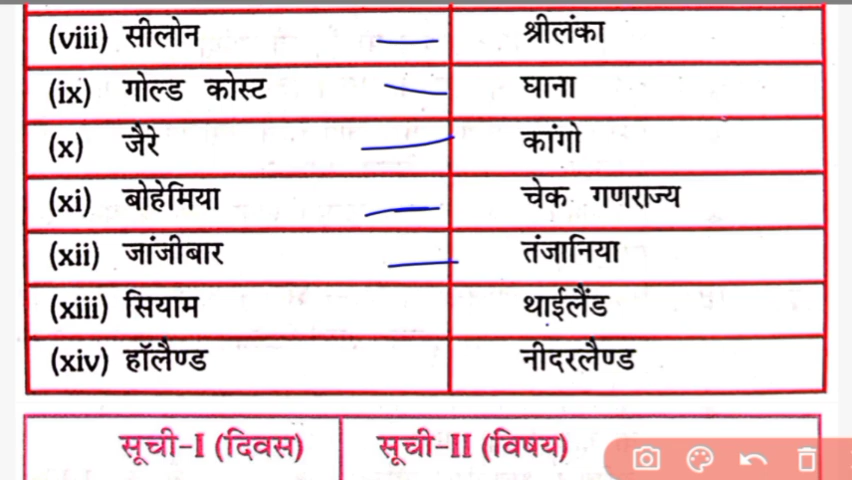 (viii) सीलोन श्रीलंका
(ix) गोल्ड कोस्ट घाना
(x) जैरे कांगो
(xi) बोहेमिया चेक गणराज्य
(xii) जांजीबार तंजानिया
(xiii) सियाम थाईलैंड
(xiv) हॉलैण्ड नीदरलैण्ड
सूची-I (दिवस) सूची-II (विषय)